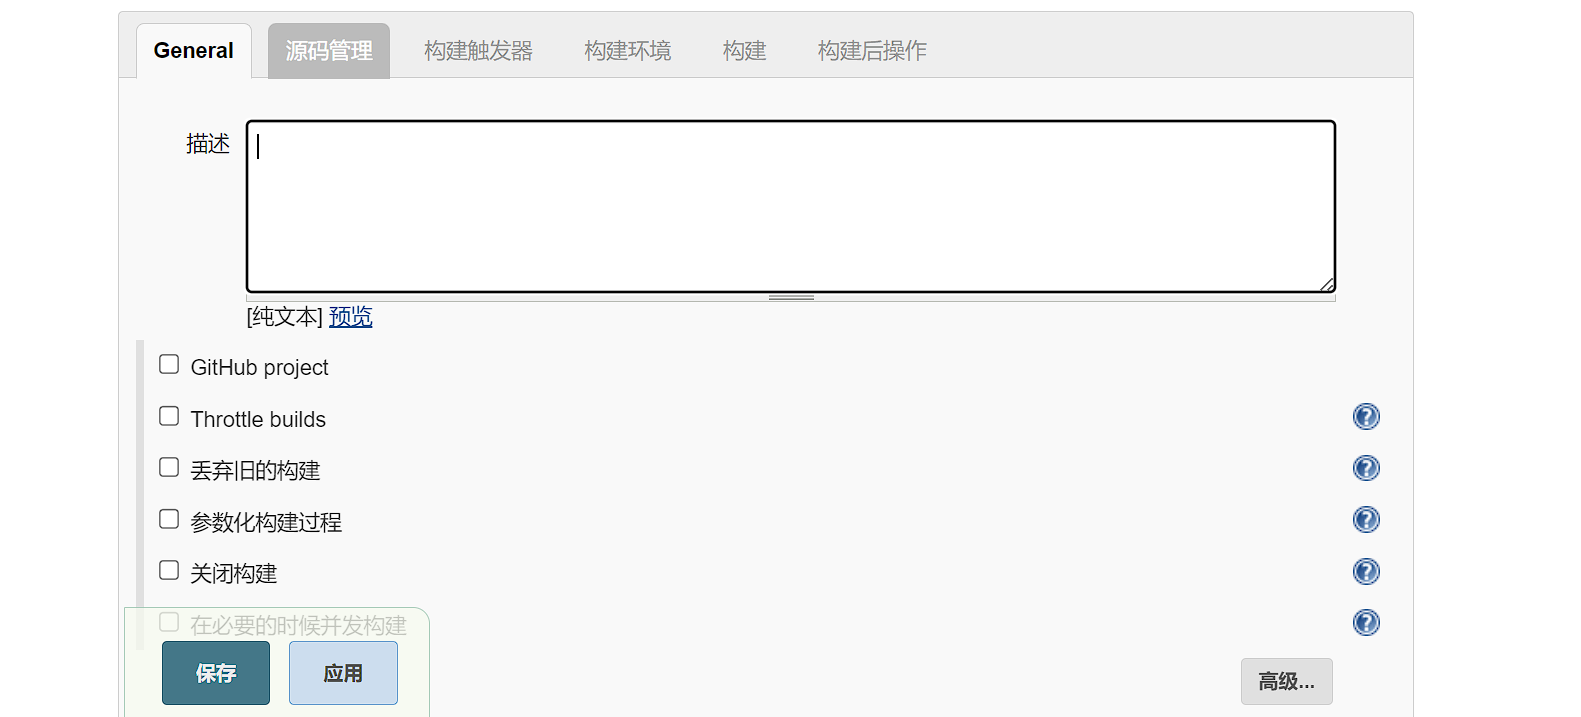 General 源码管理 构建触发器 构建环境 构建 构建后操作
描述
[纯文本] 预览
GitHub project
Throttle builds
丢弃旧的构建
参数化构建过程
关闭构建
在必要的时候并发构建
保存 应用 高级...